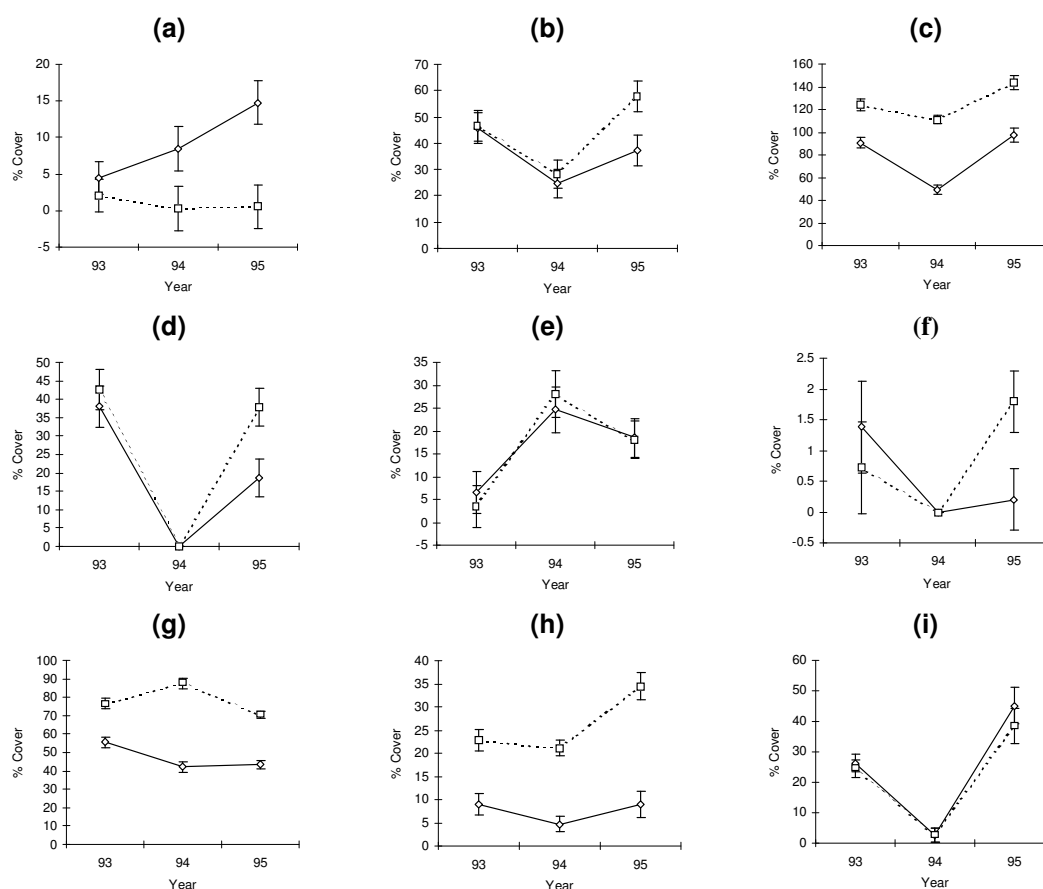 (a)
20
15
10
5
0
-5
% Cover
93 94 95
Year
(b)
70
60
50
40
30
20
10
0
% Cover
93 94 95
Year
(c)
160
140
120
100
80
60
40
20
0
% Cover
93 94 95
Year
(d)
50
45
40
35
30
25
20
15
10
5
0
% Cover
93 94 95
Year
(e)
35
30
25
20
15
10
5
0
-5
% Cover
93 94 95
Year
(f)
2.5
2
1.5
1
0.5
0
-0.5
% Cover
93 94 95
Year
(g)
100
90
80
70
60
50
40
30
20
10
0
% Cover
93 94 95
Year
(h)
40
35
30
25
20
15
10
5
0
% Cover
93 94 95
Year
(i)
60
50
40
30
20
10
0
% Cover
93 94 95
Year